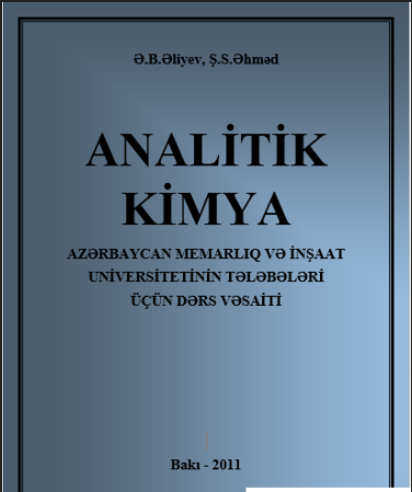 Ə.B.Əliyev, Ş.S.Əhməd
ANALİTİK
KİMYA
AZƏRBAYCAN MEMARLIQ VƏ İNŞAAT
UNİVERSİTETİNİN TƏLƏBƏLƏRİ
ÜÇÜN DƏRS VƏSAİTİ
Bakı - 2011